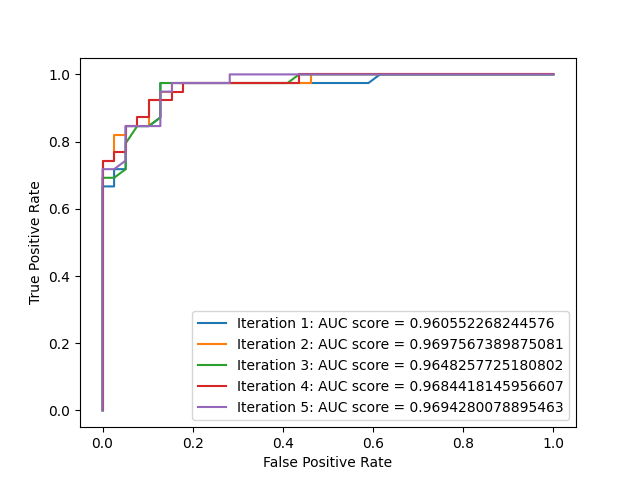 1.0
0.8
0.6
0.4
0.2
0.0
True Positive Rate
Iteration 1: AUC score = 0.960552268244576
Iteration 2: AUC score = 0.9697567389875081
Iteration 3: AUC score = 0.9648257725180802
Iteration 4: AUC score = 0.9684418145956607
Iteration 5: AUC score = 0.9694280078895463
0.0 0.2 0.4 0.6 0.8 1.0
False Positive Rate